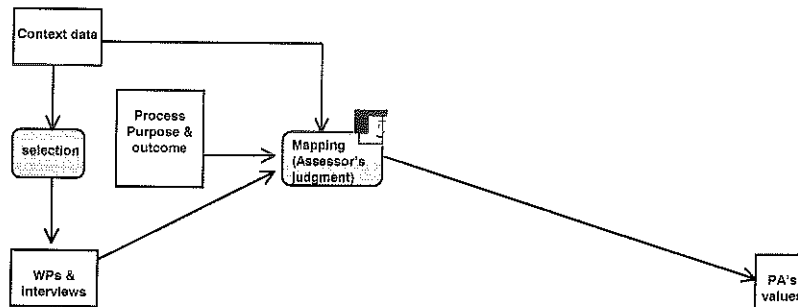 Context data
Process
Purpose &
outcome
selection
Mapping
(Assessor's
judgment)
WPs &
interviews
PA's
values